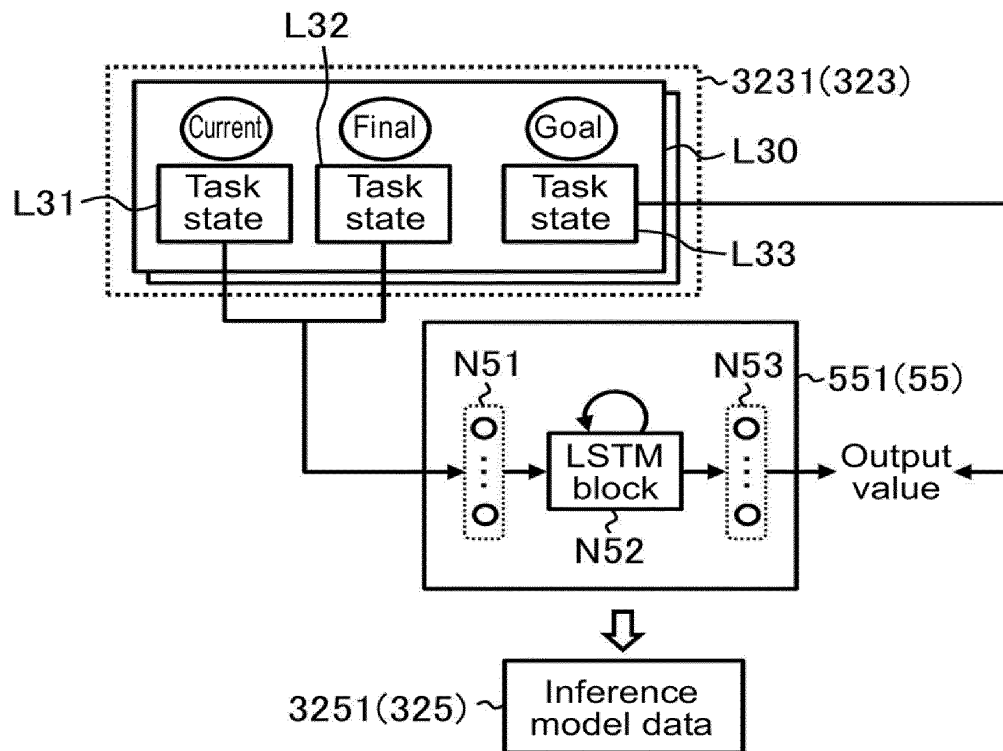 L32
3231(323)
Current
Final
Goal
L30
L31
Task
state
Task
state
Task
state
L33
N51
N53
551(55)
LSTM
block
Output
value
N52
3251(325)
Inference
model data